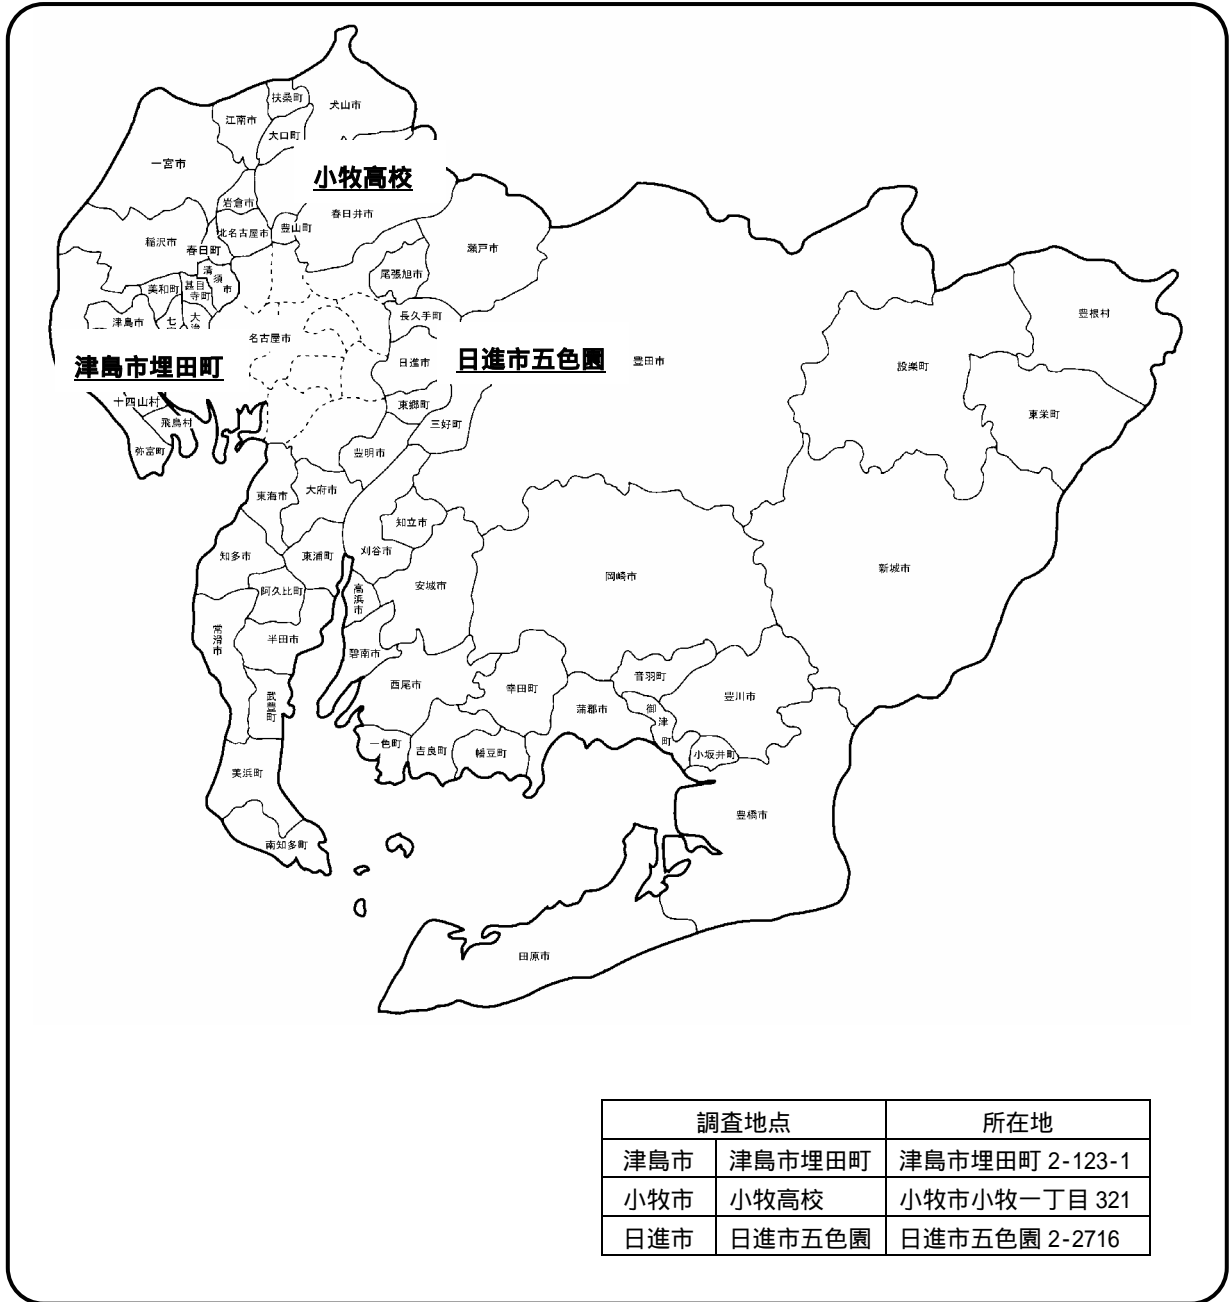 扶桑町
犬山市
江南市
大口町
一宮市
小牧高校
岩倉市
春日井市
北名古屋市
豊山町
稲沢市
春日町
瀬戸市
清須市
尾張旭市
美和町
甚目寺町
豊根村
津島市
七
大治
長久手町
名古屋市
津島市埋田町
日進市
日進市五色園
豊田市
設楽町
十四山村
東郷町
東栄町
飛島村
三好町
弥富町
豊明市
東海市
大府市
知立市
知多市
東浦町
刈谷市
岡崎市
新城市
阿久比町
高浜市
安城市
常滑市
半田市
碧南市
西尾市
幸田町
音羽町
豊川市
武豊町
蒲郡市
御津町
一色町
吉良町
幡豆町
小坂井町
美浜町
豊橋市
南知多町
田原市
調査地点 所在地
津島市 津島市埋田町 津島市埋田町 2-123-1
小牧市 小牧高校 小牧市小牧一丁目 321
日進市 日進市五色園 日進市五色園 2-2716